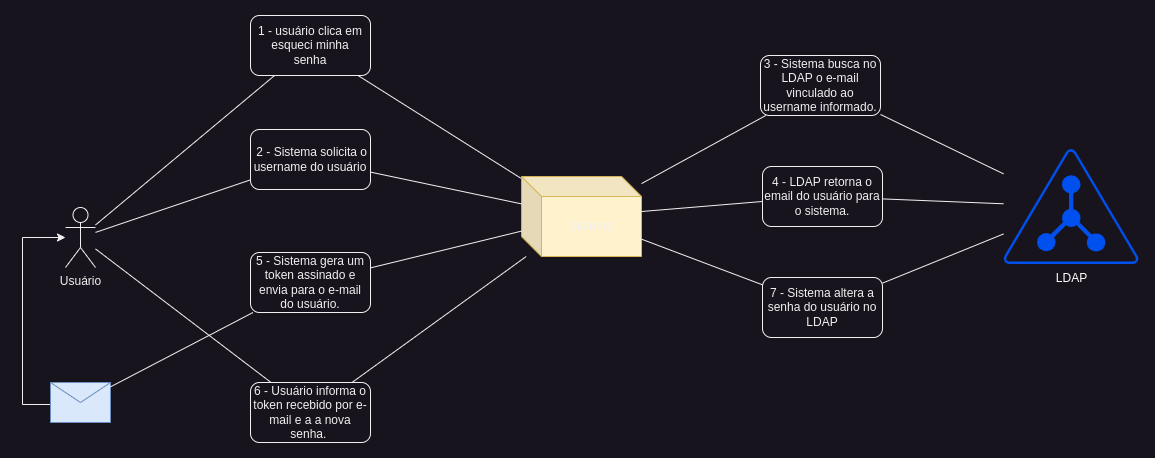 1 - usuário clica em
esqueci minha
senha
2 - Sistema solicita o
username do usuário
3 - Sistema busca no
LDAP o e-mail
vinculado ao
username informado.
4 - LDAP retorna o
email do usuário para
o sistema.
Usuário
5 - Sistema gera um
token assinado e
envia para o e-mail
do usuário.
LDAP
7 - Sistema altera a
senha do usuário no
LDAP
6 - Usuário informa o
token recebido por e-
mail e a a nova
senha.